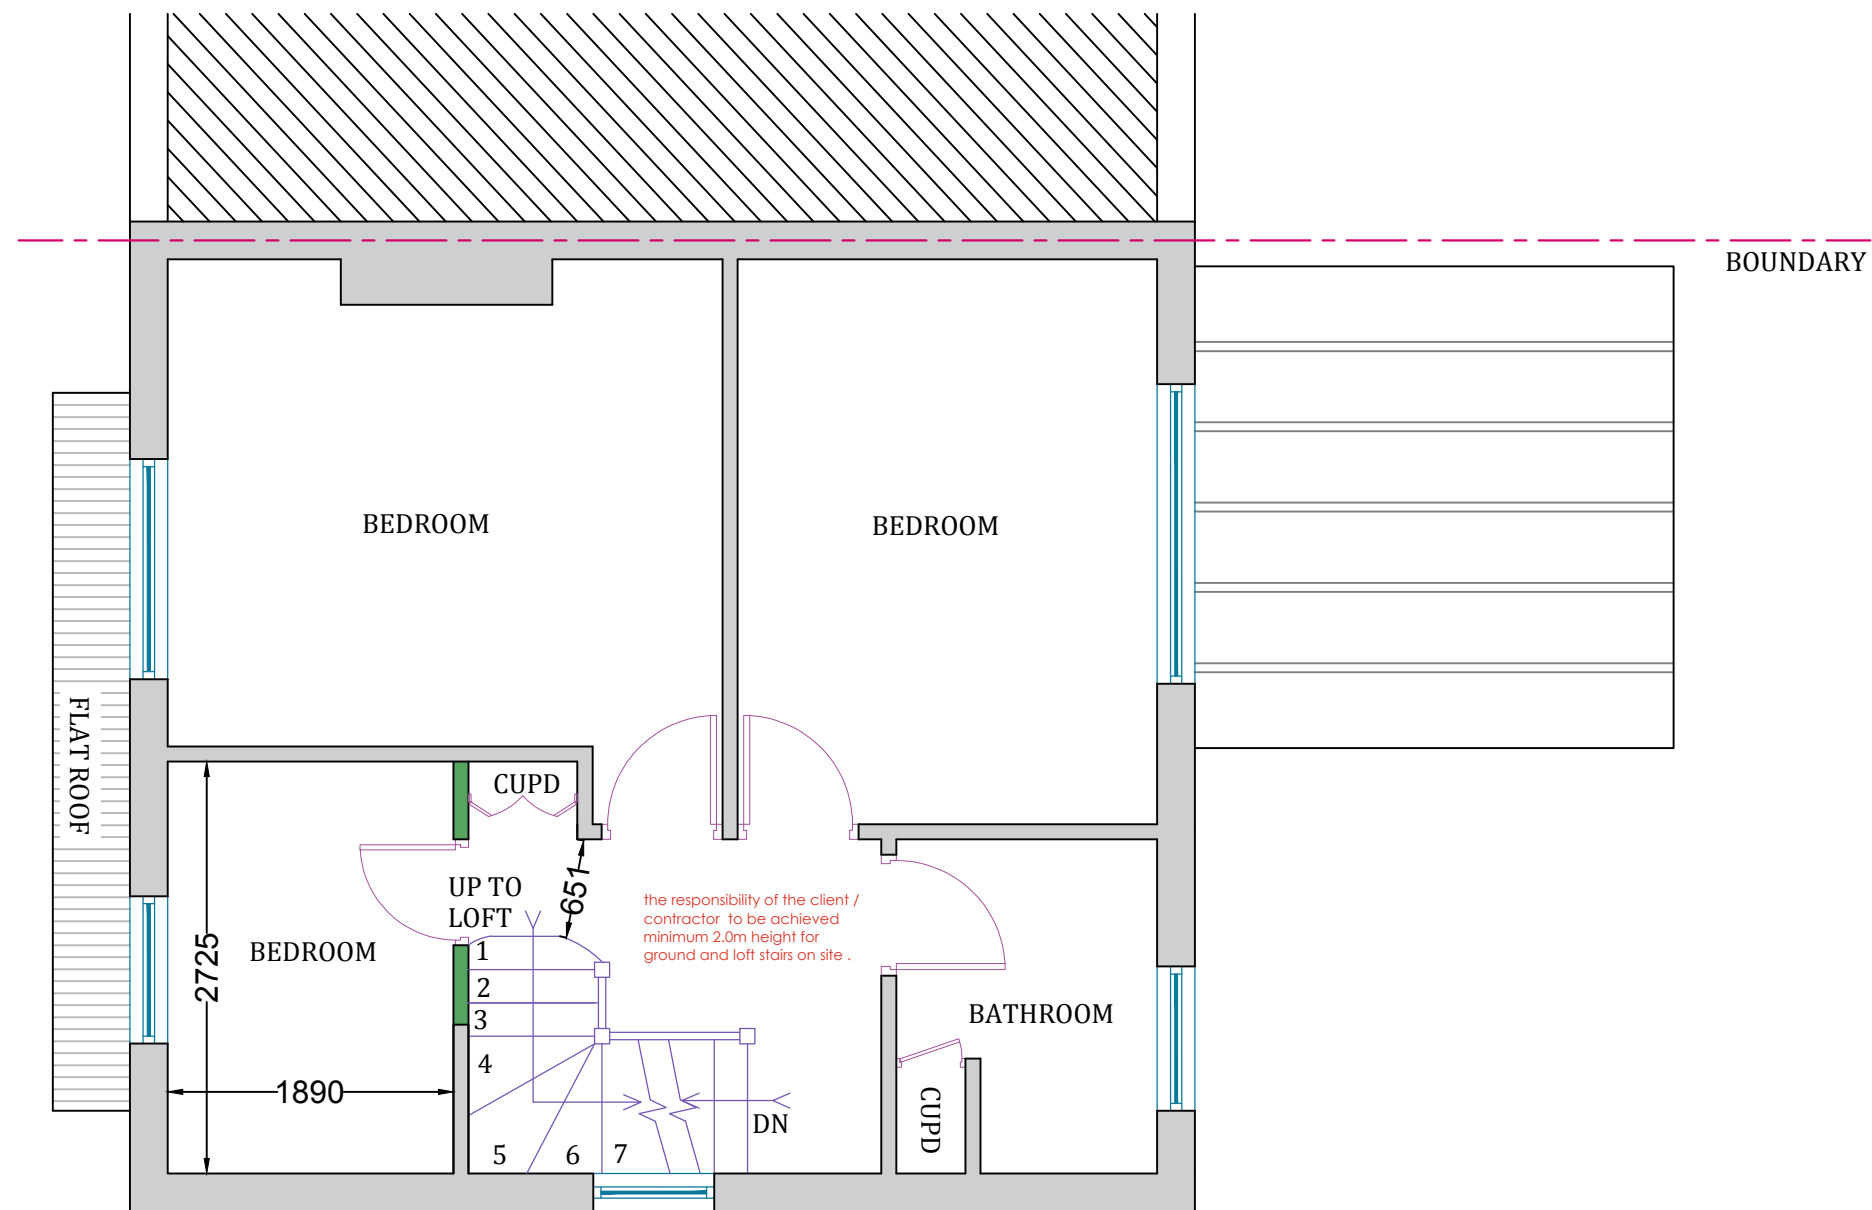 BOUNDARY
BEDROOM
BEDROOM
FLAT ROOF
CUPD
651
UP TO
LOFT
the responsibility of the client /
contractor to be achieved
minimum 2.0m height for
ground and loft stairs on site .
BEDROOM
2725
1
2
3
4
5
6
7
1890
BATHROOM
CUPD
DN